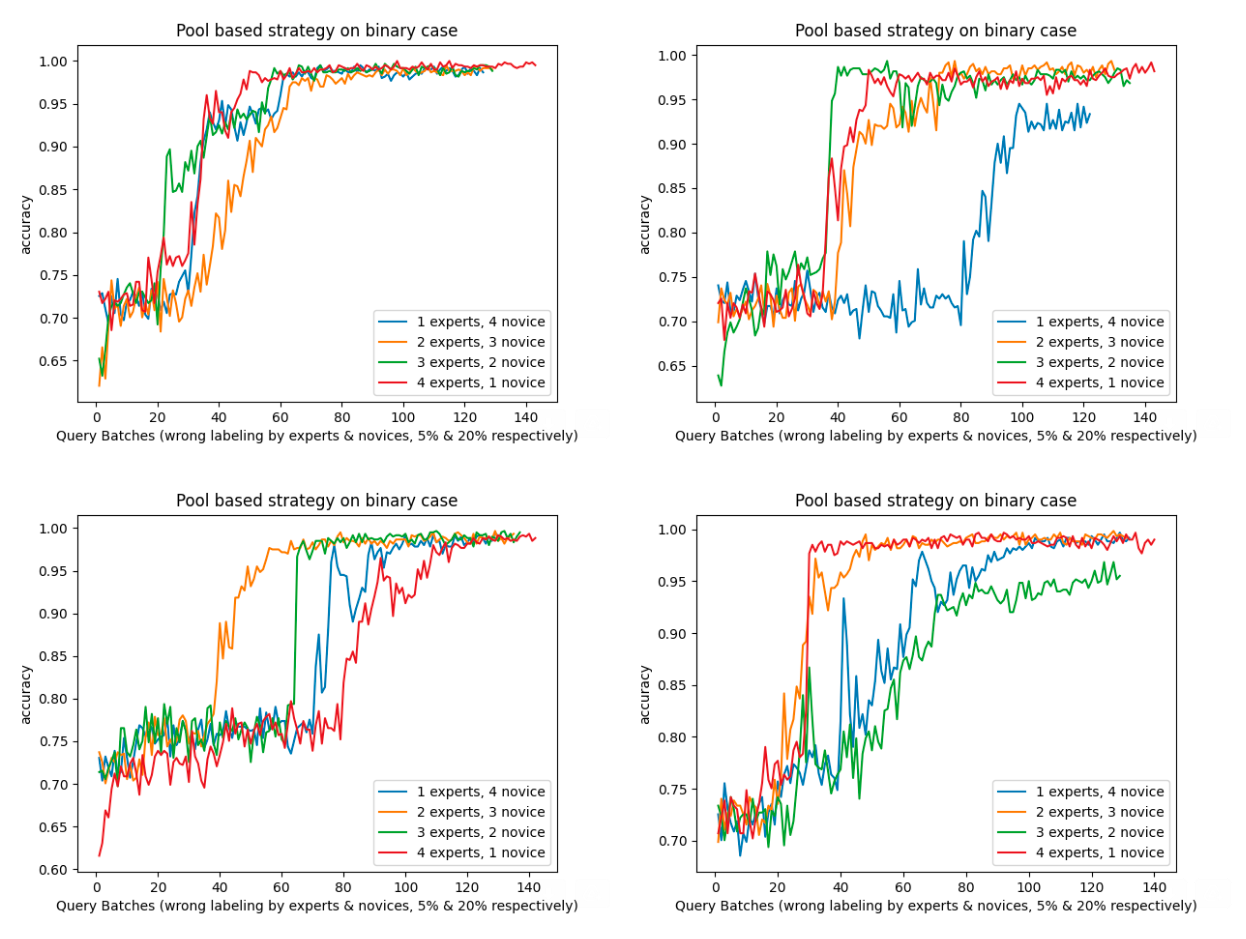 Pool based strategy on binary case
1.00
0.95
0.90
0.85
0.80
0.75
0.70
0.65
accuracy
1 experts, 4 novice
2 experts, 3 novice
3 experts, 2 novice
4 experts, 1 novice
0 20 40 60 80 100 120 140
Query Batches (wrong labeling by experts & novices, 5% & 20% respectively)
Pool based strategy on binary case
1.00
0.95
0.90
0.85
0.80
0.75
0.70
0.65
accuracy
1 experts, 4 novice
2 experts, 3 novice
3 experts, 2 novice
4 experts, 1 novice
0 20 40 60 80 100 120 140
Query Batches (wrong labeling by experts & novices, 5% & 20% respectively)
Pool based strategy on binary case
1.00
0.95
0.90
0.85
0.80
0.75
0.70
0.65
0.60
accuracy
1 experts, 4 novice
2 experts, 3 novice
3 experts, 2 novice
4 experts, 1 novice
0 20 40 60 80 100 120 140
Query Batches (wrong labeling by experts & novices, 5% & 20% respectively)
Pool based strategy on binary case
1.00
0.95
0.90
0.85
0.80
0.75
0.70
accuracy
1 experts, 4 novice
2 experts, 3 novice
3 experts, 2 novice
4 experts, 1 novice
0 20 40 60 80 100 120 140
Query Batches (wrong labeling by experts & novices, 5% & 20% respectively)